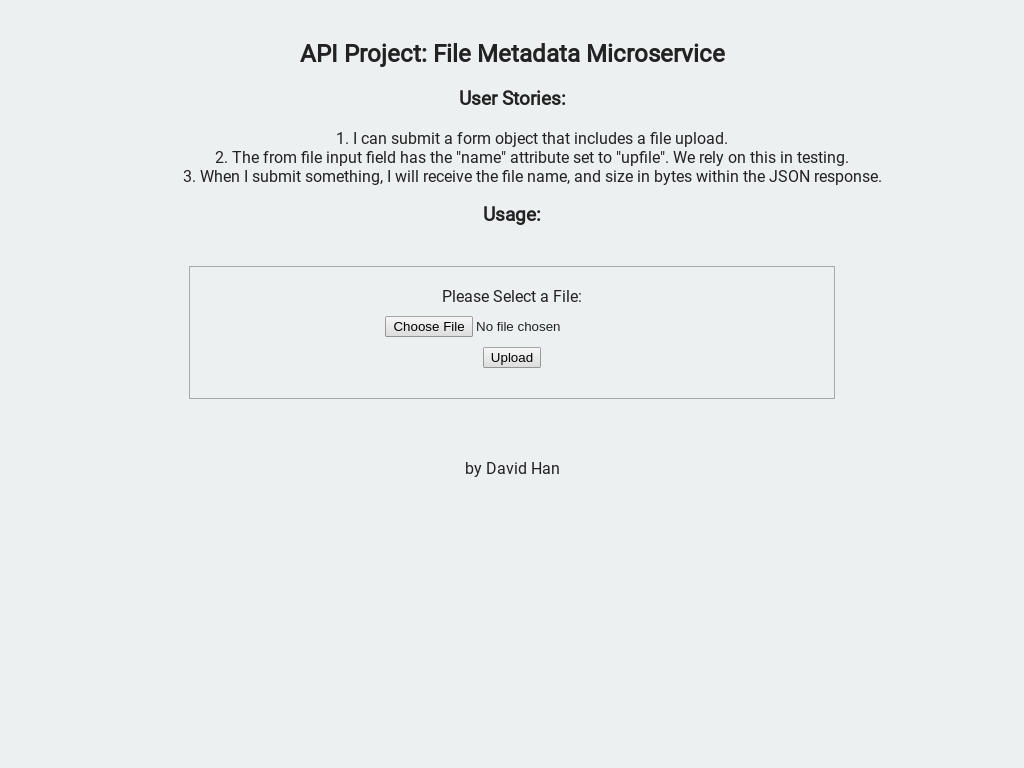 API Project: File Metadata Microservice
User Stories:
1. I can submit a form object that includes a file upload.
2. The from file input field has the "name" attribute set to "upfile". We rely on this in testing.
3. When I submit something, I will receive the file name, and size in bytes within the JSON response.
Usage:
Please Select a File:
Choose File No file chosen
Upload
by David Han